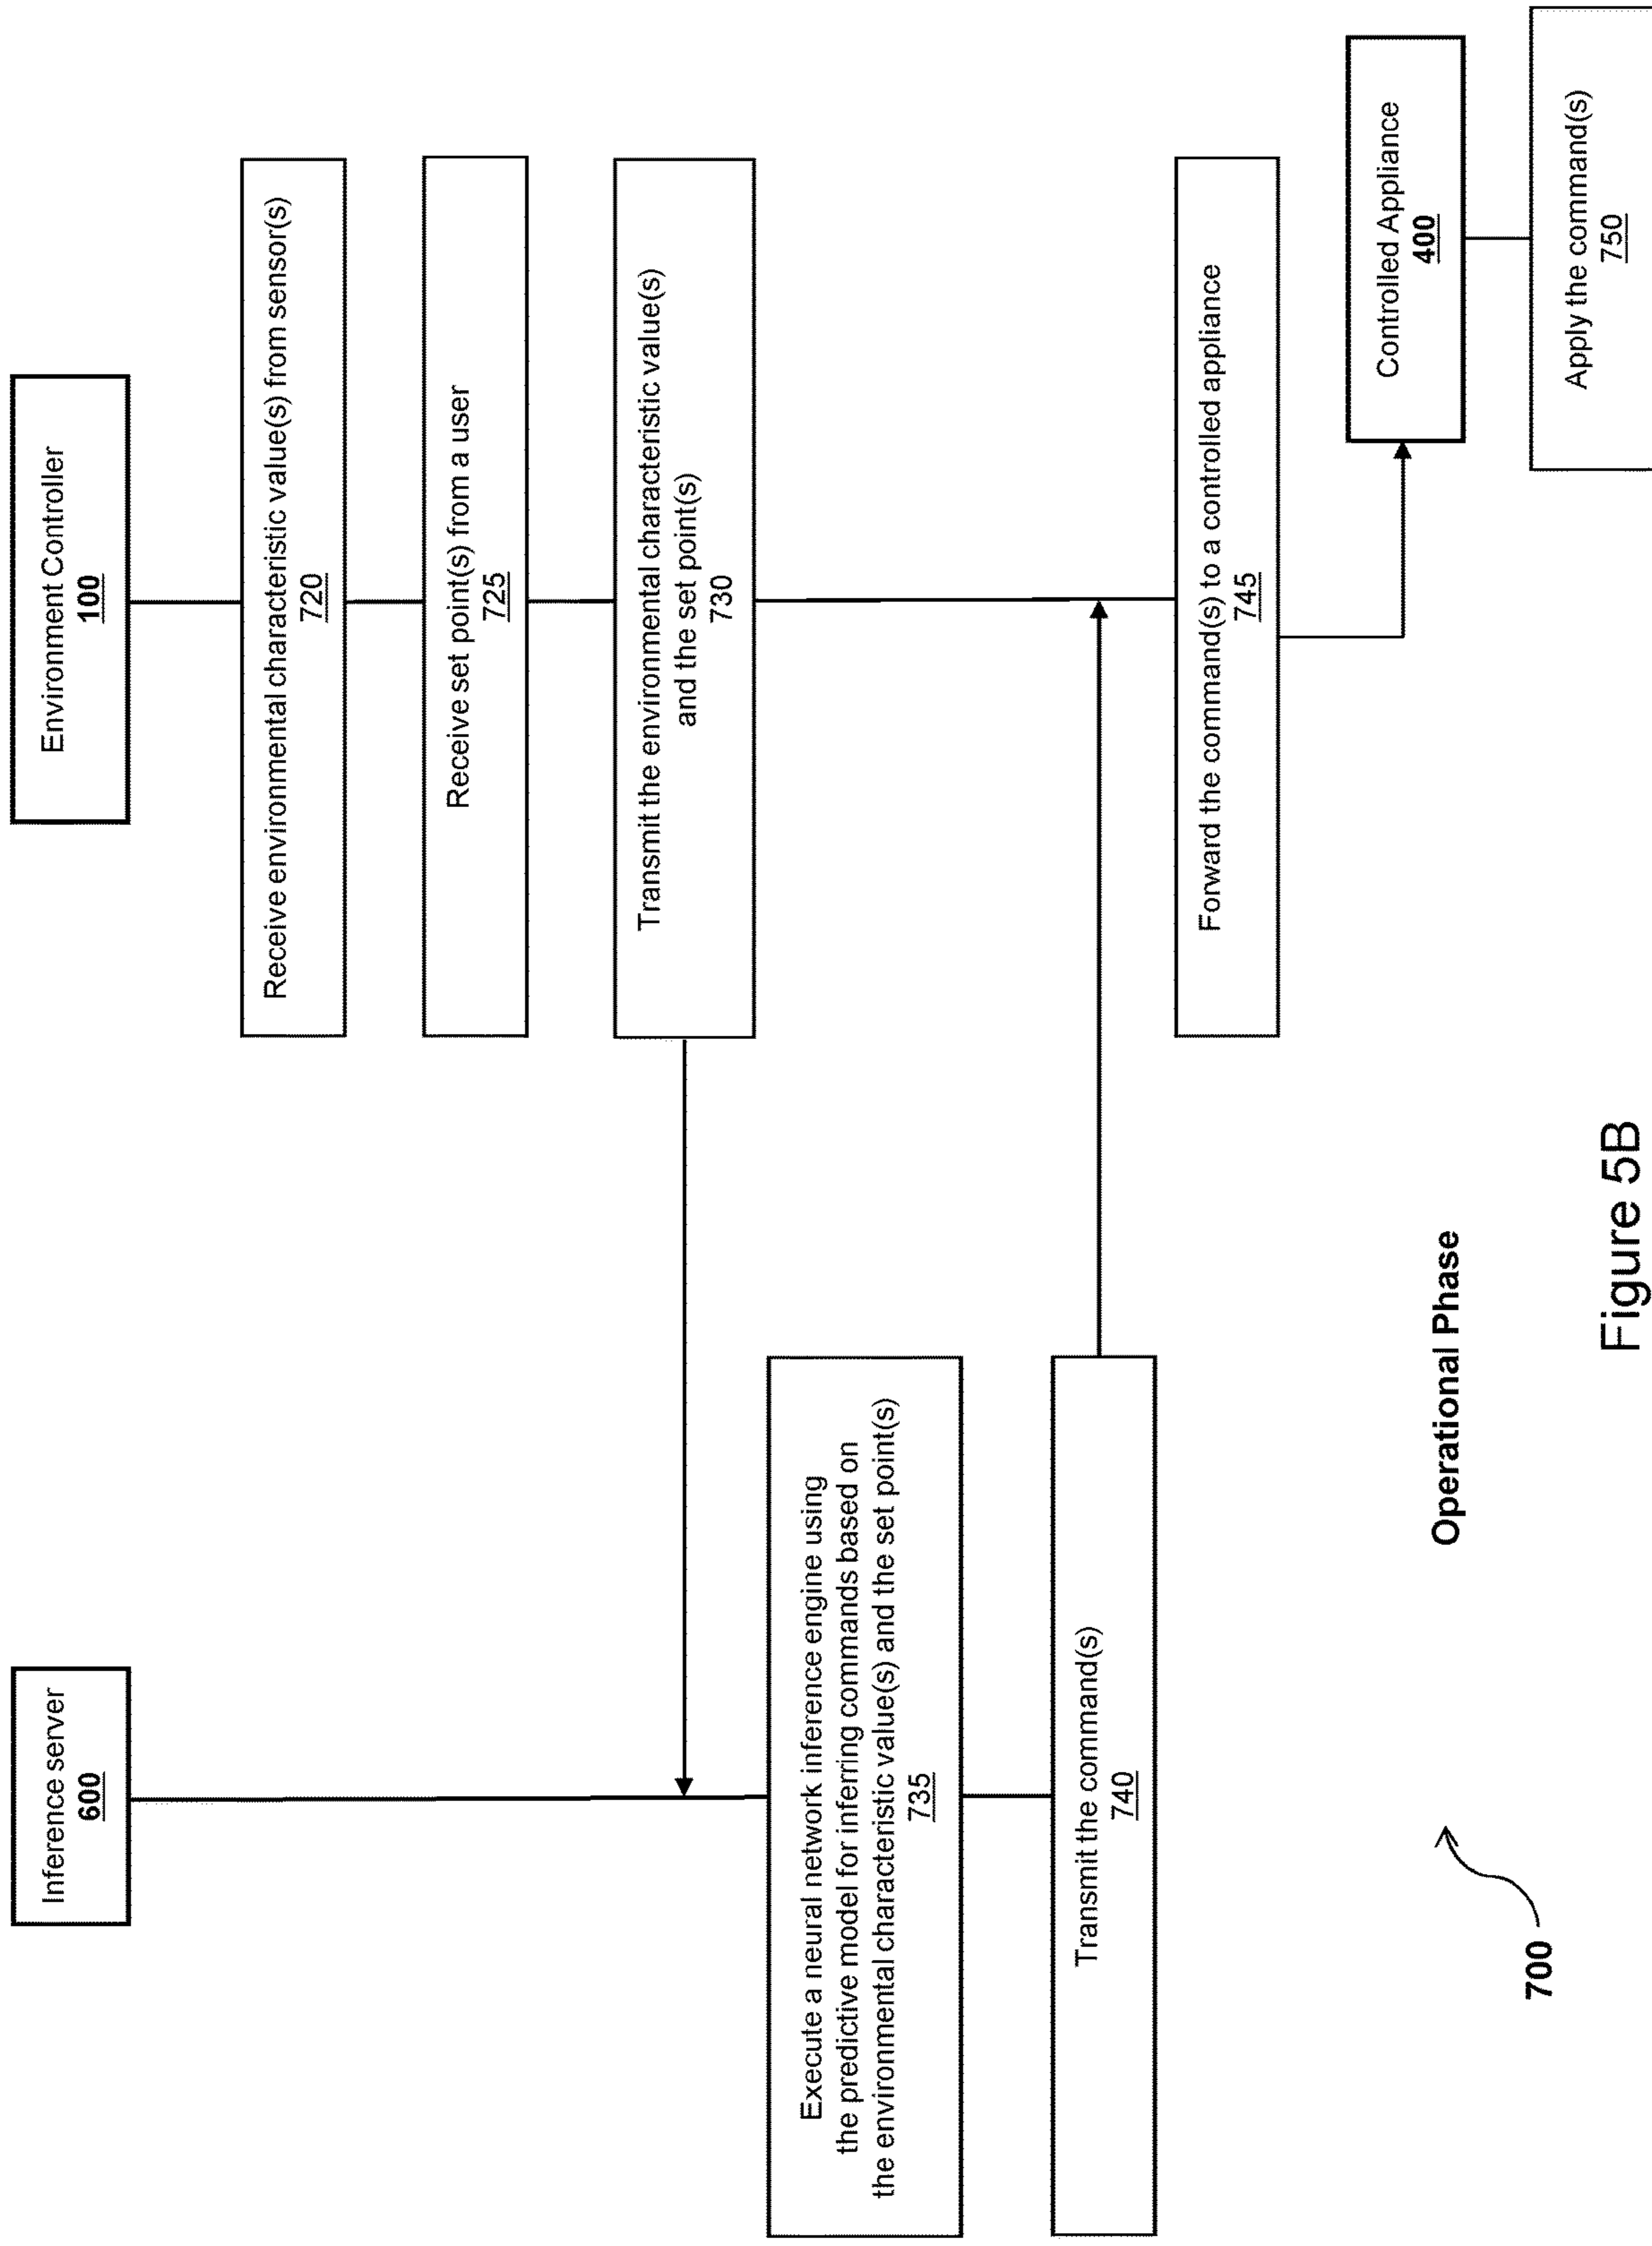 Inference server
600
Environment Controller
100
Receive environmental characteristic value(s) from sensor(s)
720
Receive set point(s) from a user
725
Transmit the environmental characteristic value(s)
and the set point(s)
730
Execute a neural network inference engine using
the predictive model for inferring commands based on
the environmental characteristic value(s) and the set point(s)
735
Transmit the command(s)
740
Forward the command(s) to a controlled appliance
745
Controlled Appliance
400
Apply the command(s)
750
Operational Phase
700
Figure 5B